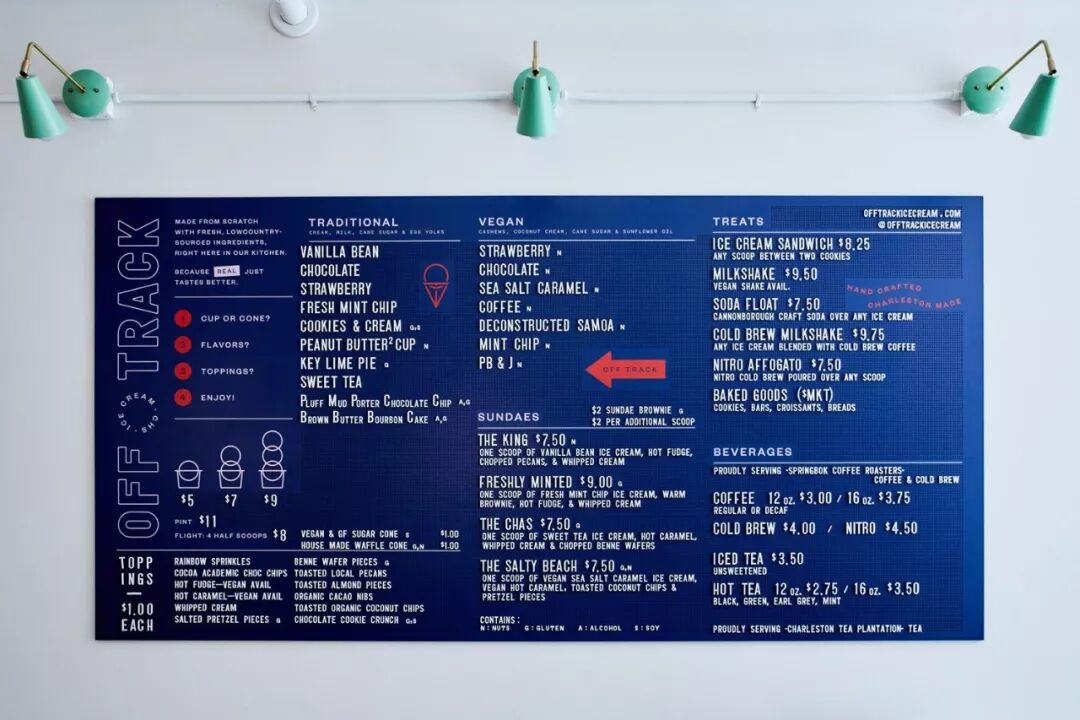 OFF TRACK
ICE CREAM. CHS
MADE FROM SCRATCH
WITH FRESH, LOWCOUNTRY-
SOURCED INGREDIENTS,
RIGHT HERE IN OUR KITCHEN.
BECAUSE REAL JUST
TASTES BETTER.
1 CUP OR CONE?
2 FLAVORS?
3 TOPPINGS?
4 ENJOY!
$5 $7 $9
PINT $11
FLIGHT: 4 HALF SCOOPS $8
TRADITIONAL
CREAM, MILK, CANE SUGAR & EGG YOLKS
VANILLA BEAN
CHOCOLATE
STRAWBERRY
FRESH MINT CHIP
COOKIES & CREAM G,S
PEANUT BUTTER² CUP N
KEY LIME PIE G
SWEET TEA
PLUFF MUD PORTER CHOCOLATE CHIP A,G
BROWN BUTTER BOURBON CAKE A,G
VEGAN & GF SUGAR CONE S $1.00
HOUSE MADE WAFFLE CONE G,N $1.00
TOPP
INGS
—
$1.00
EACH
RAINBOW SPRINKLES
COCOA ACADEMIC CHOC CHIPS
HOT FUDGE—VEGAN AVAIL
HOT CARAMEL—VEGAN AVAIL
WHIPPED CREAM
SALTED PRETZEL PIECES G
BENNE WAFER PIECES G
TOASTED LOCAL PECANS
TOASTED ALMOND PIECES
ORGANIC CACAO NIBS
TOASTED ORGANIC COCONUT CHIPS
CHOCOLATE COOKIE CRUNCH G,S
VEGAN
CASHEWS, COCONUT CREAM, CANE SUGAR & SUNFLOWER OIL
STRAWBERRY N
CHOCOLATE N
SEA SALT CARAMEL N
COFFEE N
DECONSTRUCTED SAMOA N
MINT CHIP N
PB & J N
OFF TRACK
SUNDAES
$2 SUNDAE BROWNIE G
$2 PER ADDITIONAL SCOOP
THE KING $7.50 N
ONE SCOOP OF VANILLA BEAN ICE CREAM, HOT FUDGE,
CHOPPED PECANS, & WHIPPED CREAM
FRESHLY MINTED $9.00 G
ONE SCOOP OF FRESH MINT CHIP ICE CREAM, WARM
BROWNIE, HOT FUDGE, & WHIPPED CREAM
THE CHAS $7.50 G
ONE SCOOP OF SWEET TEA ICE CREAM, HOT CARAMEL,
WHIPPED CREAM & CHOPPED BENNE WAFERS
THE SALTY BEACH $7.50 G,N
ONE SCOOP OF VEGAN SEA SALT CARAMEL ICE CREAM,
VEGAN HOT CARAMEL, TOASTED COCONUT CHIPS &
PRETZEL PIECES
CONTAINS:
N:NUTS G:GLUTEN A:ALCOHOL S:SOY
OFFTRACKICECREAM.COM
@OFFTRACKICECREAM
TREATS
ICE CREAM SANDWICH $8.25
ANY SCOOP BETWEEN TWO COOKIES
MILKSHAKE $9.50
VEGAN SHAKE AVAIL.
HAND CRAFTED
CHARLESTON MADE
SODA FLOAT $7.50
CANNONBOROUGH CRAFT SODA OVER ANY ICE CREAM
COLD BREW MILKSHAKE $9.75
ANY ICE CREAM BLENDED WITH COLD BREW COFFEE
NITRO AFFOGATO $7.50
NITRO COLD BREW POURED OVER ANY SCOOP
BAKED GOODS ($MKT)
COOKIES, BARS, CROISSANTS, BREADS
BEVERAGES
PROUDLY SERVING -SPRINGBOK COFFEE ROASTERS-
COFFEE & COLD BREW
COFFEE 12 OZ. $3.00 / 16 OZ. $3.75
REGULAR OR DECAF
COLD BREW $4.00 / NITRO $4.50
ICED TEA $3.50
UNSWEETENED
HOT TEA 12 OZ. $2.75 / 16 OZ. $3.50
BLACK, GREEN, EARL GREY, MINT
PROUDLY SERVING -CHARLESTON TEA PLANTATION- TEA